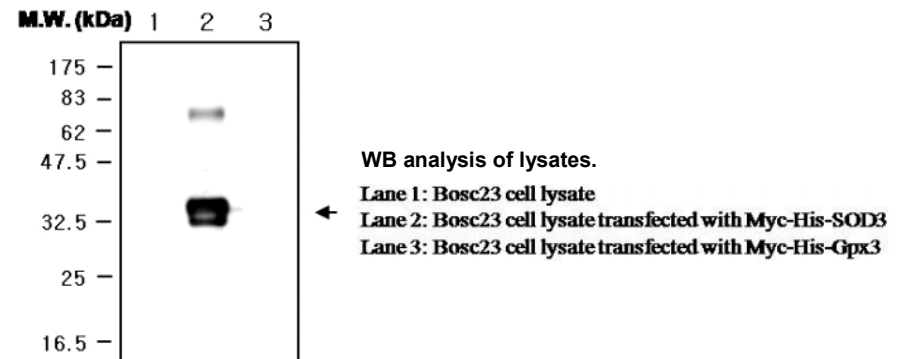 M.W. (kDa) 1 2 3
175
83
62
47.5
32.5
25
16.5
WB analysis of lysates.
Lane 1: Bosc23 cell lysate
Lane 2: Bosc23 cell lysate transfected with Myc-His-SOD3
Lane 3: Bosc23 cell lysate transfected with Myc-His-Gpx3